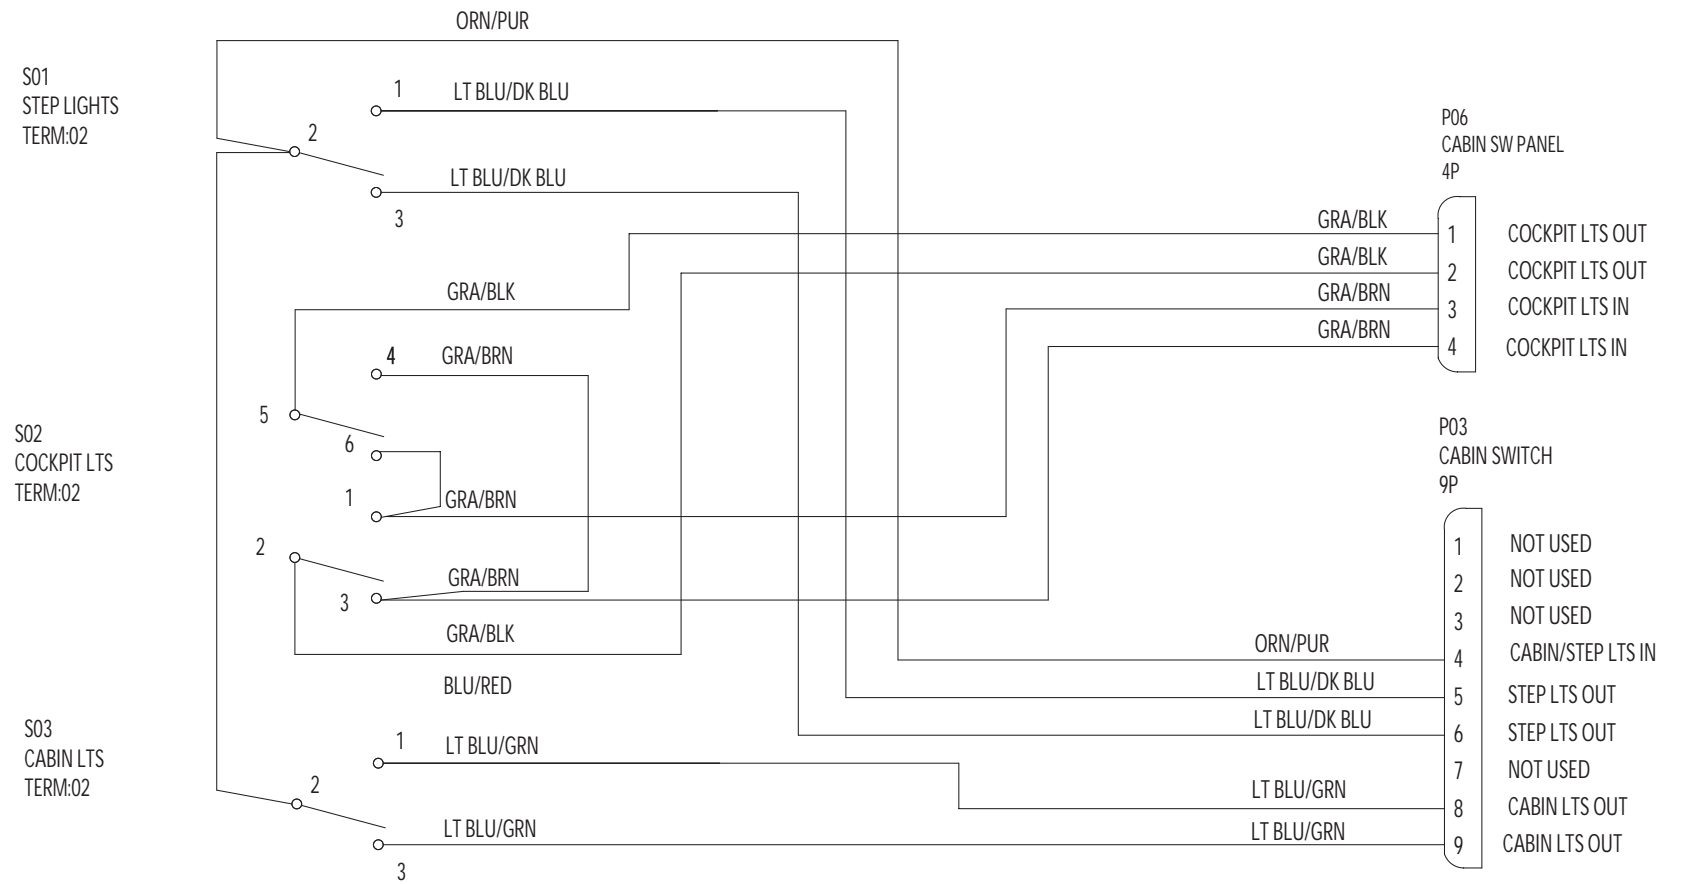 ORN/PUR
S01
STEP LIGHTS
TERM:02
1
LT BLU/DK BLU
2
LT BLU/DK BLU
3
P06
CABIN SW PANEL
4P
GRA/BLK
1
COCKPIT LTS OUT
GRA/BLK
2
COCKPIT LTS OUT
GRA/BRN
3
COCKPIT LTS IN
GRA/BRN
4
COCKPIT LTS IN
GRA/BLK
4
GRA/BRN
5
S02
COCKPIT LTS
TERM:02
6
1
GRA/BRN
2
GRA/BRN
3
GRA/BLK
BLU/RED
P03
CABIN SWITCH
9P
1
NOT USED
2
NOT USED
3
NOT USED
ORN/PUR
4
CABIN/STEP LTS IN
LT BLU/DK BLU
5
STEP LTS OUT
LT BLU/DK BLU
6
STEP LTS OUT
7
NOT USED
LT BLU/GRN
8
CABIN LTS OUT
LT BLU/GRN
9
CABIN LTS OUT
S03
CABIN LTS
TERM:02
1
LT BLU/GRN
2
LT BLU/GRN
3